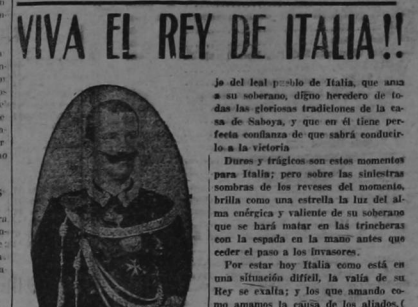 VIVA EL REY DE ITALIA!!
jo del leal pueblo de Italia, que ama
a su soberano, digno heredero de to-
das las gloriosas tradiciones de la ca-
sa de Saboya, y que en él tiene per-
fecta confianza de que sabrá conducir-
lo a la victoria
Duros y trágicos son estos momentos
para Italia; pero sobre las siniestras
sombras de los reveses del momento,
brilla como una estrella la luz del al-
ma enérgica y valiente de su soberano
que se hará matar en las trincheras
con la espada en la mano antes que
ceder el paso a los invasores.
Por estar hoy Italia como está en
una situación difícil, la valía de su
Rey se exalta; y los que amando co-
mo amamos la causa de los aliados,